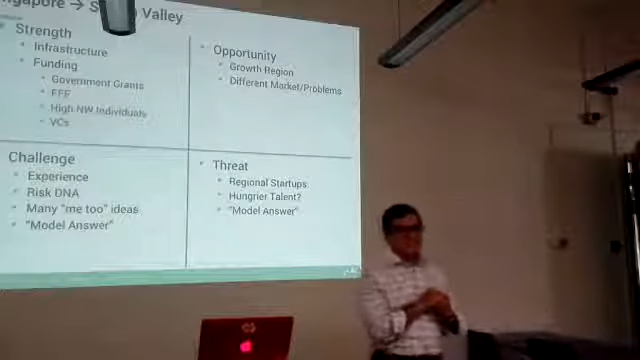 ngapore → S Valley
Strength
Infrastructure
Funding
Government Grants
FFF
High NW Individuals
VCs
Opportunity
Growth Region
Different Market/Problems
Challenge
Experience
Risk DNA
Many "me too" ideas
"Model Answer"
Threat
Regional Startups
Hungrier Talent?
"Model Answer"